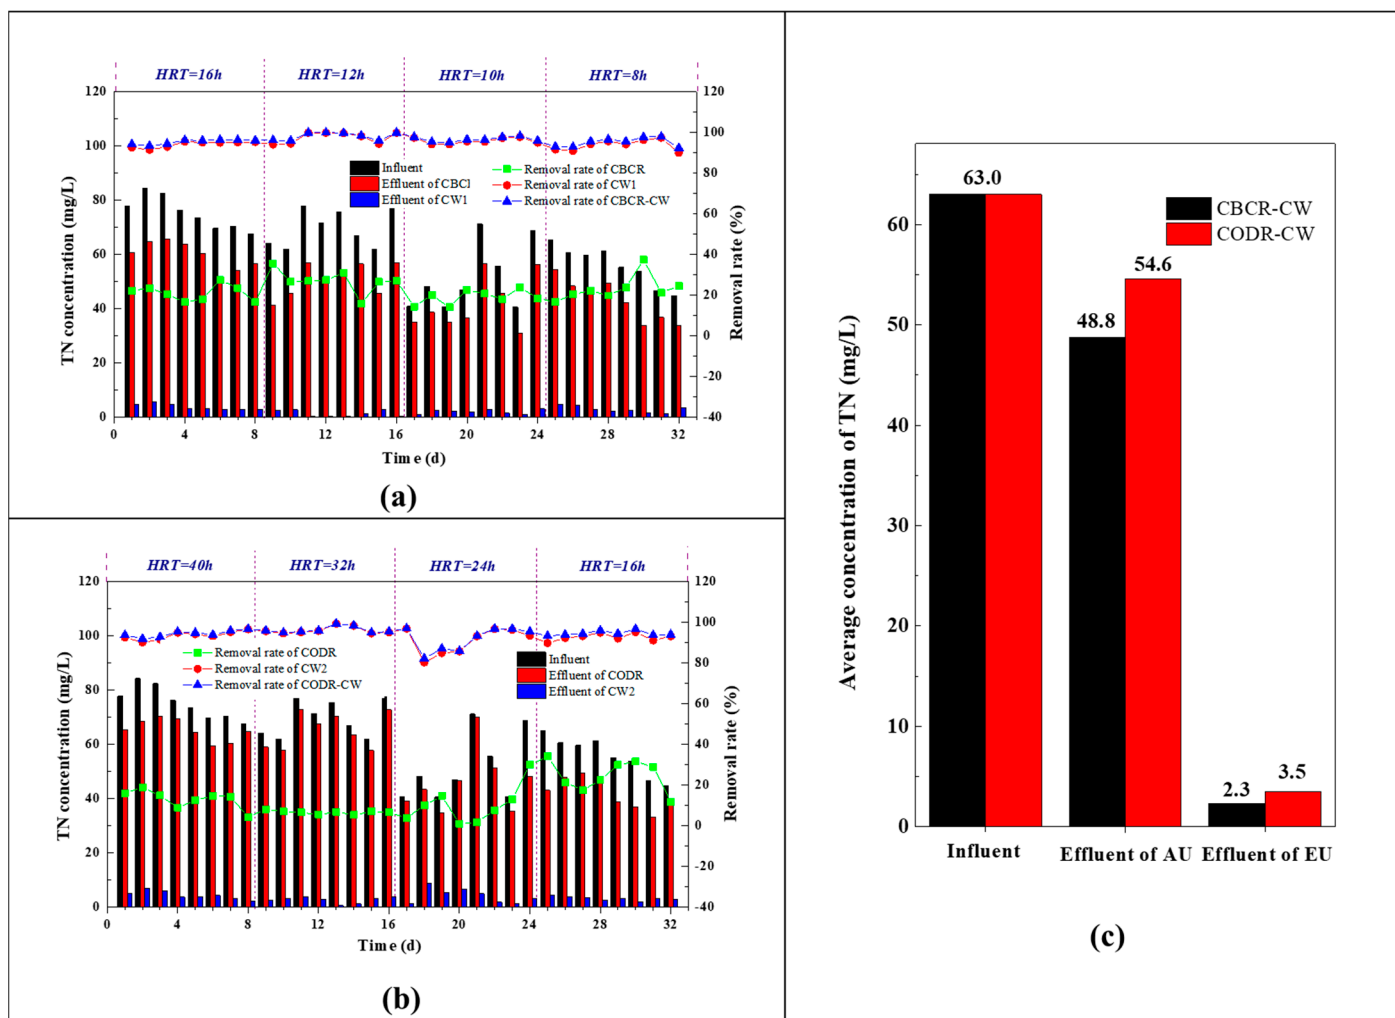 HRT=16h HRT=12h HRT=10h HRT=8h
120 120
100 100
80 80
60 60
40 40
20 20
0 0
-20
-40
TN concentration (mg/L)
Removal rate (%)
Influent
Effluent of CBCI
Effluent of CW1
Removal rate of CBCR
Removal rate of CW1
Removal rate of CBCR-CW
0 4 8 12 16 20 24 28 32
Time (d)
(a)
HRT=40h HRT=32h HRT=24h HRT=16h
120 120
100 100
80 80
60 60
40 40
20 20
0 0
-20
-40
TN concentration (mg/L)
Removal rate (%)
Removal rate of CODR
Removal rate of CW2
Removal rate of CODR-CW
Influent
Effluent of CODR
Effluent of CW2
0 4 8 12 16 20 24 28 32
Time (d)
(b)
Average concentration of TN (mg/L)
60
50
40
30
20
10
0
63.0
48.8
54.6
2.3
3.5
CBCR-CW
CODR-CW
Influent Effluent of AU Effluent of EU
(c)